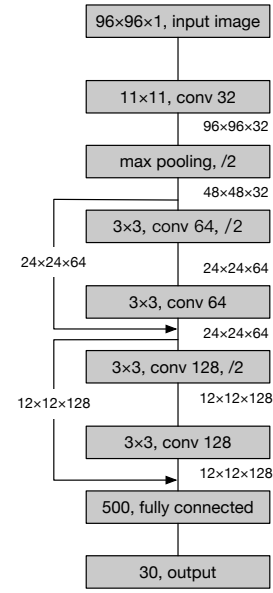 96×96×1, input image
11×11, conv 32
96×96×32
max pooling, /2
48×48×32
3×3, conv 64, /2
24×24×64
24×24×64
3×3, conv 64
24×24×64
3×3, conv 128, /2
12×12×128
12×12×128
3×3, conv 128
12×12×128
500, fully connected
30, output